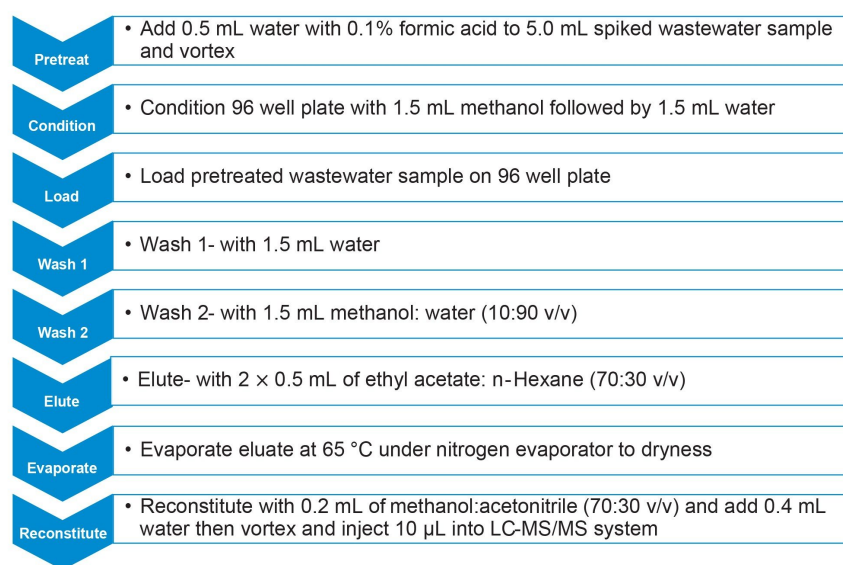 Pretreat
• Add 0.5 mL water with 0.1% formic acid to 5.0 mL spiked wastewater sample
and vortex
Condition
• Condition 96 well plate with 1.5 mL methanol followed by 1.5 mL water
Load
• Load pretreated wastewater sample on 96 well plate
Wash 1
• Wash 1- with 1.5 mL water
Wash 2
• Wash 2- with 1.5 mL methanol: water (10:90 v/v)
Elute
• Elute- with 2 × 0.5 mL of ethyl acetate: n-Hexane (70:30 v/v)
Evaporate
• Evaporate eluate at 65 °C under nitrogen evaporator to dryness
Reconstitute
• Reconstitute with 0.2 mL of methanol:acetonitrile (70:30 v/v) and add 0.4 mL
water then vortex and inject 10 µL into LC-MS/MS system